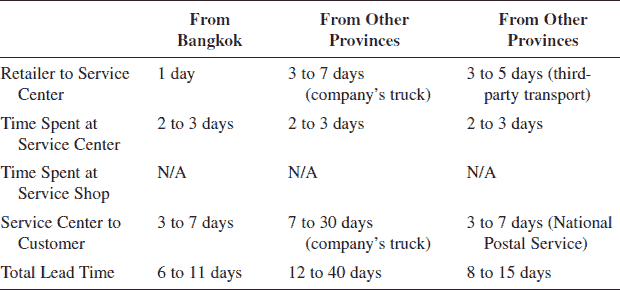 From From Other From Other
Bangkok Provinces Provinces
Retailer to Service 1 day 3 to 7 days 3 to 5 days (third-
Center (company’s truck) party transport)
Time Spent at 2 to 3 days 2 to 3 days 2 to 3 days
Service Center
Time Spent at N/A N/A N/A
Service Shop
Service Center to 3 to 7 days 7 to 30 days 3 to 7 days (National
Customer (company’s truck) Postal Service)
Total Lead Time 6 to 11 days 12 to 40 days 8 to 15 days